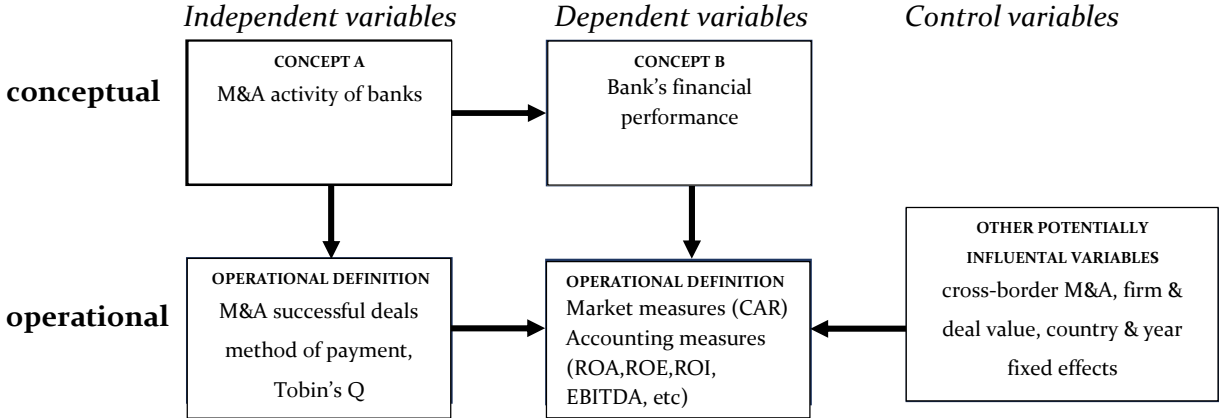 Independent variables
Dependent variables
Control variables
conceptual
CONCEPT A
M&A activity of banks
CONCEPT B
Bank's financial
performance
operational
OPERATIONAL DEFINITION
M&A successful deals
method of payment,
Tobin's Q
OPERATIONAL DEFINITION
Market measures (CAR)
Accounting measures
(ROA,ROE,ROI,
EBITDA, etc)
OTHER POTENTIALLY
INFLUENTAL VARIABLES
cross-border M&A, firm &
deal value, country & year
fixed effects